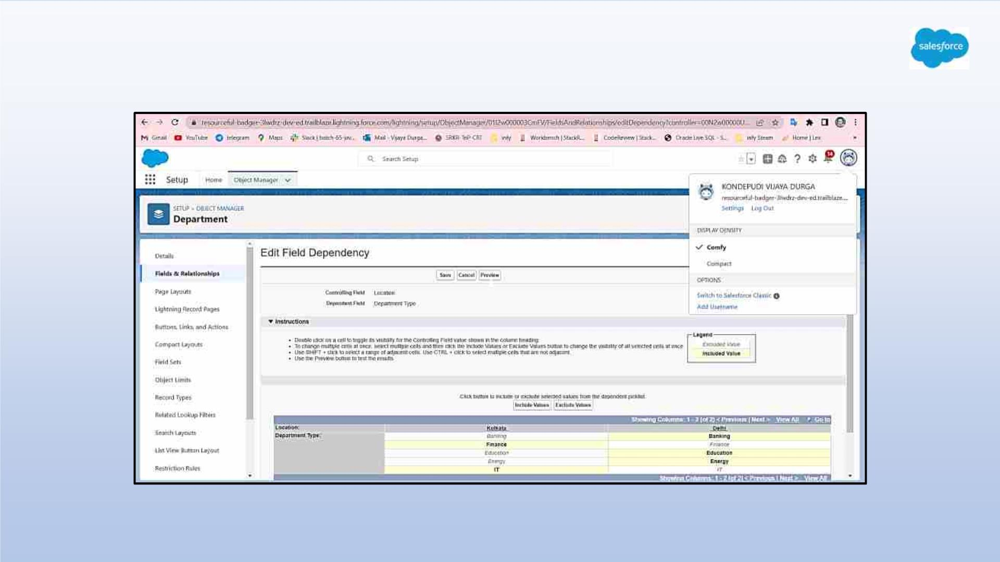 salesforce
resourceful-badger-3lwdrz-dev-ed.trailblaze.lightning.force.com/lightning/setup/ObjectManager/01I2w000003CmFV/FieldsAndRelationships/editDependency?controller=00N2w00000U...
Gmail YouTube telegram Maps Slack | batch-65-jav... Mail - Vijaya Durga... SRKR TnP-CRT infy Workbench | StackR... CodeReview | Stack... Oracle Live SQL - S... infy Steam Home | Lex »
Search Setup
14
Setup Home Object Manager
KONDEPUDI VIJAYA DURGA
resourceful-badger-3lwdrz-dev-ed.trailblaze....
Settings Log Out
DISPLAY DENSITY
Comfy
Compact
OPTIONS
Switch to Salesforce Classic
Add Username
SETUP > OBJECT MANAGER
Department
Details
Fields & Relationships
Page Layouts
Lightning Record Pages
Buttons, Links, and Actions
Compact Layouts
Field Sets
Object Limits
Record Types
Related Lookup Filters
Search Layouts
List View Button Layout
Restriction Rules
Edit Field Dependency
Save Cancel Preview
Controlling Field Location
Dependent Field Department Type
Instructions
Double click on a cell to toggle its visibility for the Controlling Field value shown in the column heading.
To change multiple cells at once, select multiple cells and then click the Include Values or Exclude Values button to change the visibility of all selected cells at once
Use SHIFT + click to select a range of adjacent cells. Use CTRL + click to select multiple cells that are not adjacent.
Use the Preview button to test the results.
Legend
Excluded Value
Included Value
Click button to include or exclude selected values from the dependent picklist.
Include Values Exclude Values
Showing Columns: 1 - 2 (of 2) < Previous | Next > View All Go to
Location: Kolkata Delhi
Department Type: Banking Banking
Finance Finance
Education Education
Energy Energy
IT IT
Showing Columns: 1 - 2 (of 2) < Previous | Next > View All